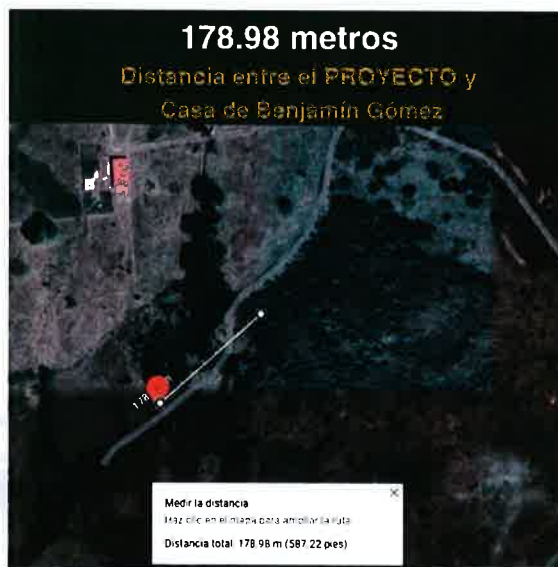 178.98 metros
Distancia entre el PROYECTO y
Casa de Benjamín Gómez
178
Medir la distancia
Haz clic en el mapa para ampliar la ruta
Distancia total: 178.98 m (587.22 pies)